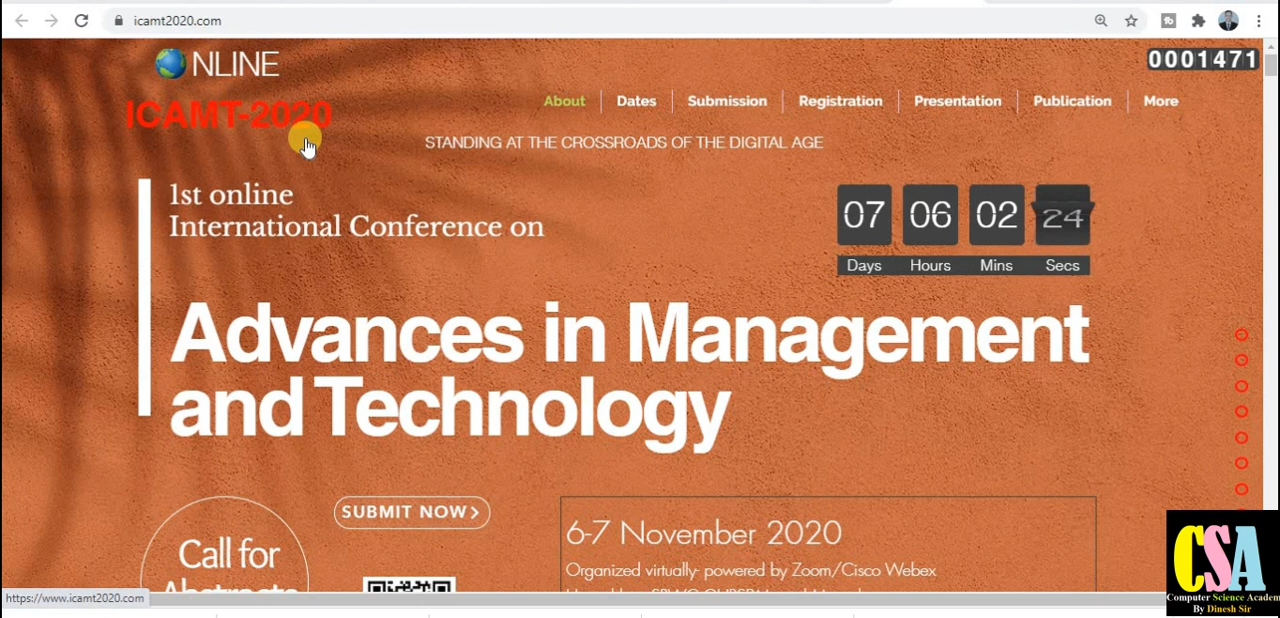 icamt2020.com
NLINE
0001471
ICAMT-2020
About Dates Submission Registration Presentation Publication More
STANDING AT THE CROSSROADS OF THE DIGITAL AGE
1st online
International Conference on
07 06 02 24
Days Hours Mins Secs
Advances in Management
and Technology
SUBMIT NOW >
6-7 November 2020
Call for
Abstracts
Organized virtually- powered by Zoom/Cisco Webex
https://www.icamt2020.com
CSA
Computer Science Academ
By Dinesh Sir